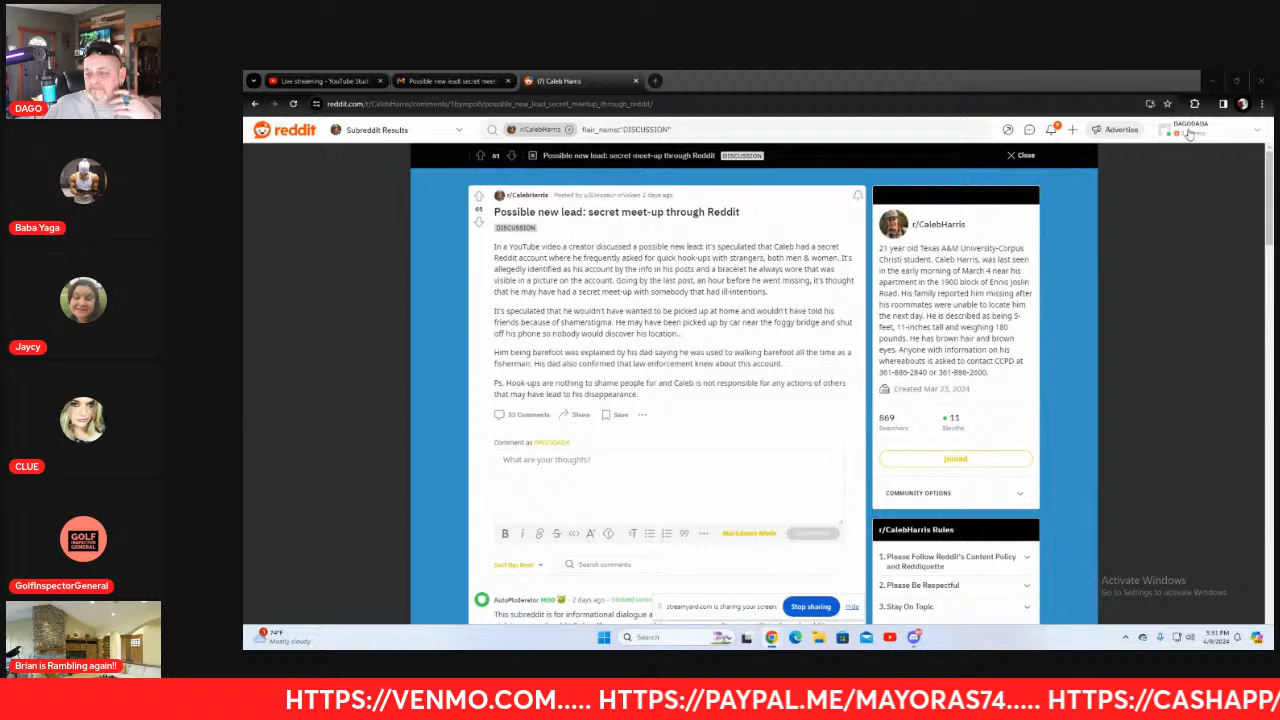 DAGO
Baba Yaga
Jaycy
CLUE
GOLF
INSPECTOR
GENERAL
GolfInspectorGeneral
Brian is Rambling again!!
Live streaming - YouTube Stud
Possible new lead: secret meet-
(7) Caleb Harris
reddit.com/r/CalebHarris/comments/1bympo8/possible_new_lead_secret_meetup_through_reddit/
reddit
Subreddit Results
r/CalebHarris
flair_name:"DISCUSSION"
Advertise
DAGOBADA
61
Possible new lead: secret meet-up through Reddit
DISCUSSION
Close
61
r/CalebHarris Posted by u/Dinosaur-chicken 2 days ago
Possible new lead: secret meet-up through Reddit
DISCUSSION
In a YouTube video a creator discussed a possible new lead: it's speculated that Caleb had a secret
Reddit account where he frequently asked for quick hook-ups with strangers, both men & women. It's
allegedly identified as his account by the info in his posts and a bracelet he always wore that was
visible in a picture on the account. Going by the last post, an hour before he went missing, it's thought
that he may have had a secret meet-up with somebody that had ill-intentions.
It's speculated that he wouldn't have wanted to be picked up at home and wouldn't have told his
friends because of shame/stigma. He may have been picked up by car near the foggy bridge and shut
off his phone so nobody would discover his location..
Him being barefoot was explained by his dad saying he was used to walking barefoot all the time as a
fisherman. His dad also confirmed that law enforcement knew about this account.
Ps. Hook-ups are nothing to shame people for and Caleb is not responsible for any actions of others
that may have lead to his disappearance.
33 Comments Share Save
Comment as DAGOBADA
What are your thoughts?
Markdown Mode
Sort By: Best
Search comments
AutoModerator MOD 2 days ago
This subreddit is for informational dialogue a
r/CalebHarris
21 year old Texas A&M University-Corpus
Christi student, Caleb Harris, was last seen
in the early morning of March 4 near his
apartment in the 1900 block of Ennis Joslin
Road. His family reported him missing after
his roommates were unable to locate him
the next day. He is described as being 5-
feet, 11-inches tall and weighing 180
pounds. He has brown hair and brown
eyes. Anyone with information on his
whereabouts is asked to contact CCPD at
361-886-2840 or 361-886-2600.
Created Mar 23, 2024
869
11
Searchers
Sleuths
Joined
COMMUNITY OPTIONS
r/CalebHarris Rules
1. Please Follow Reddit's Content Policy
and Rediquette
2. Please Be Respectful
3. Stay On Topic
streamyard.com is sharing your screen.
Stop sharing
Hide
Activate Windows
Go to Settings to activate Windows.
74°F
Mostly cloudy
Search
5:51 PM
4/9/2024
HTTPS://VENMO.COM..... HTTPS://PAYPAL.ME/MAYORAS74..... HTTPS://CASHAPP/